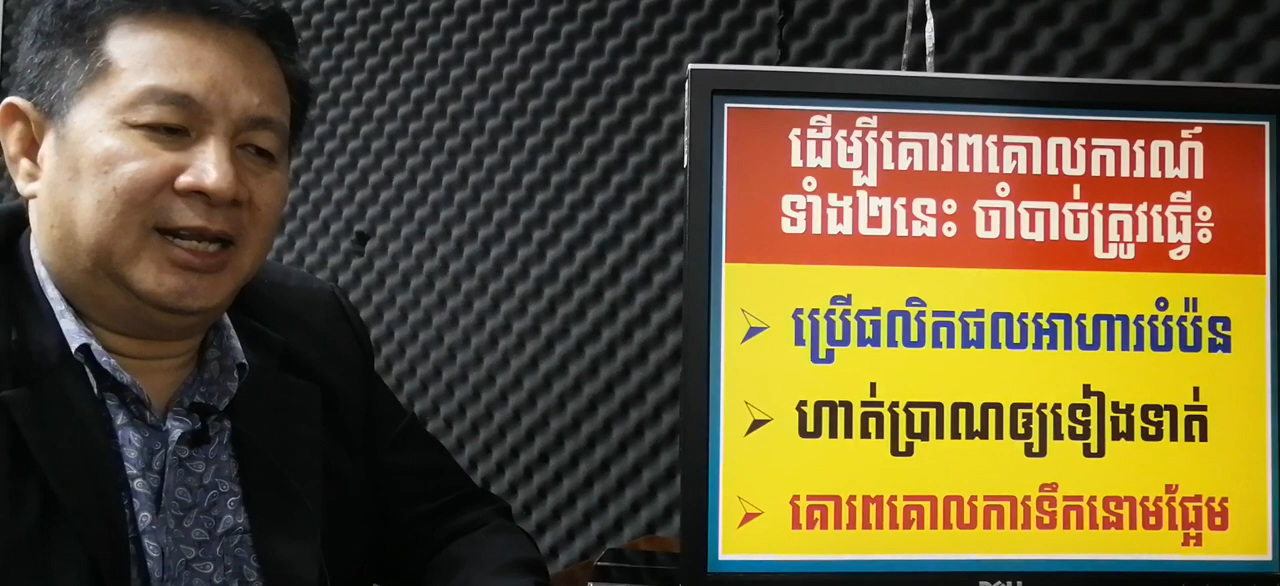 ដើម្បីគោរពគោលការណ៍
ទាំង២នេះ ចាំបាច់ត្រូវធ្វើ៖
ប្រើផលិតផលអាហារបំប៉ន
ហាត់ប្រាណឲ្យទៀងទាត់
គោរពគោលការទឹកនោមផ្អែម